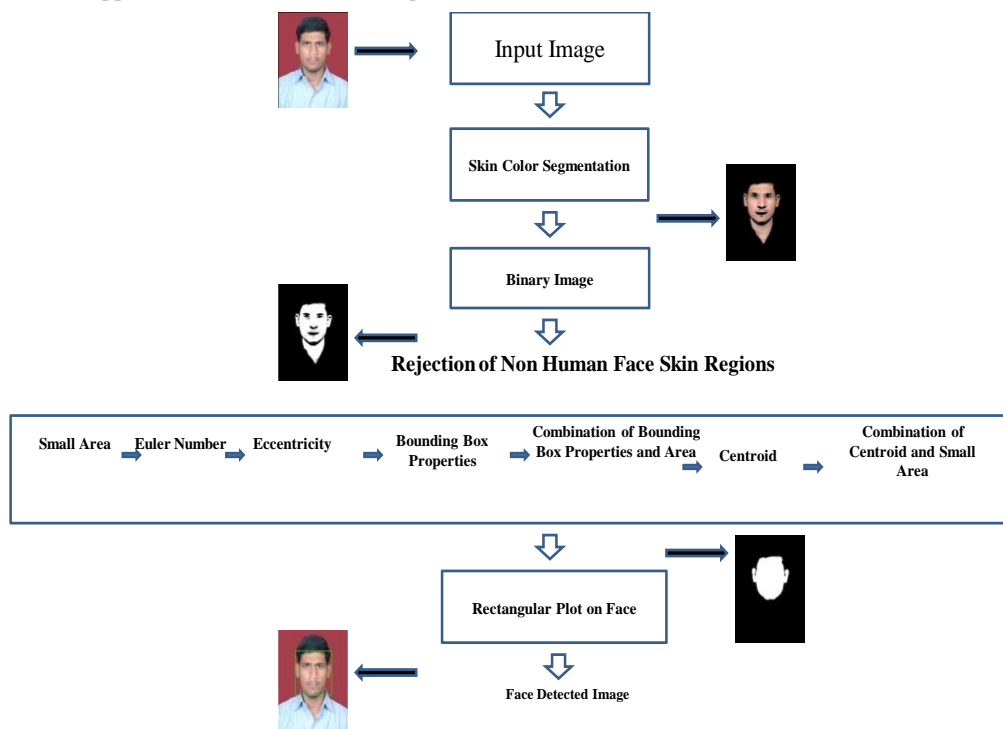 Input Image
Skin Color Segmentation
Binary Image
Rejection of Non Human Face Skin Regions
Small Area
Euler Number
Eccentricity
Bounding Box
Properties
Combination of Bounding
Box Properties and Area
Centroid
Combination of
Centroid and Small
Area
Rectangular Plot on Face
Face Detected Image